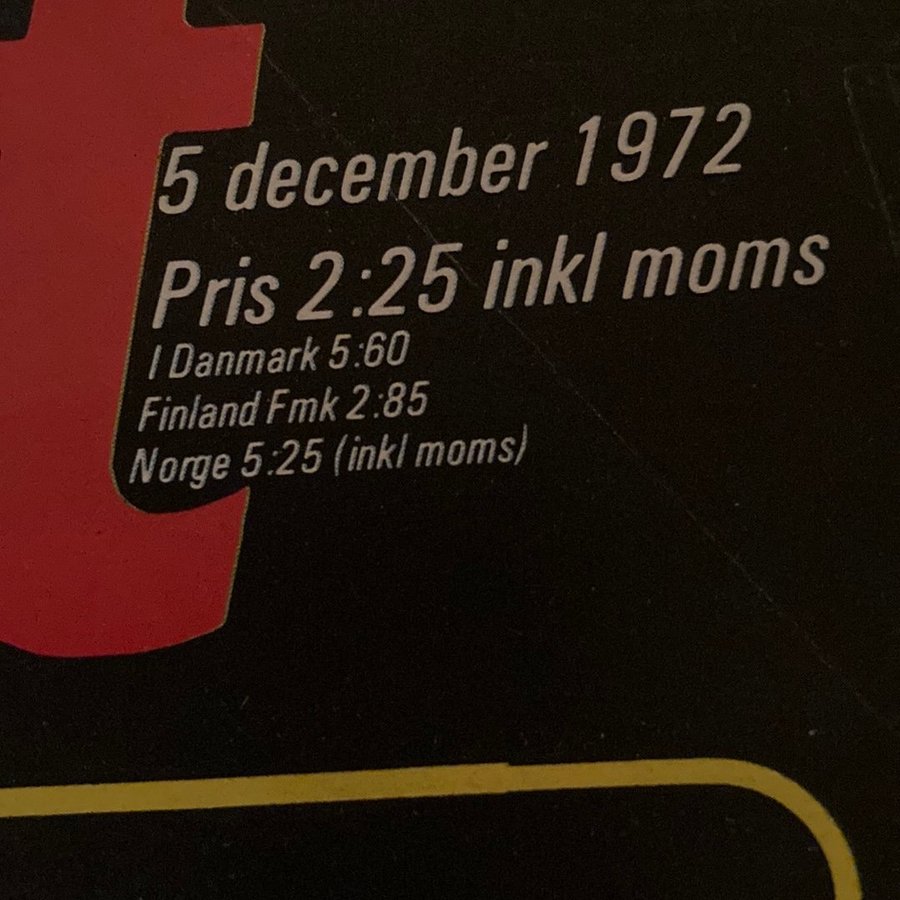 t
5 december 1972
Pris 2:25 inkl moms
I Danmark 5:60
Finland Fmk 2:85
Norge 5:25 (inkl moms)